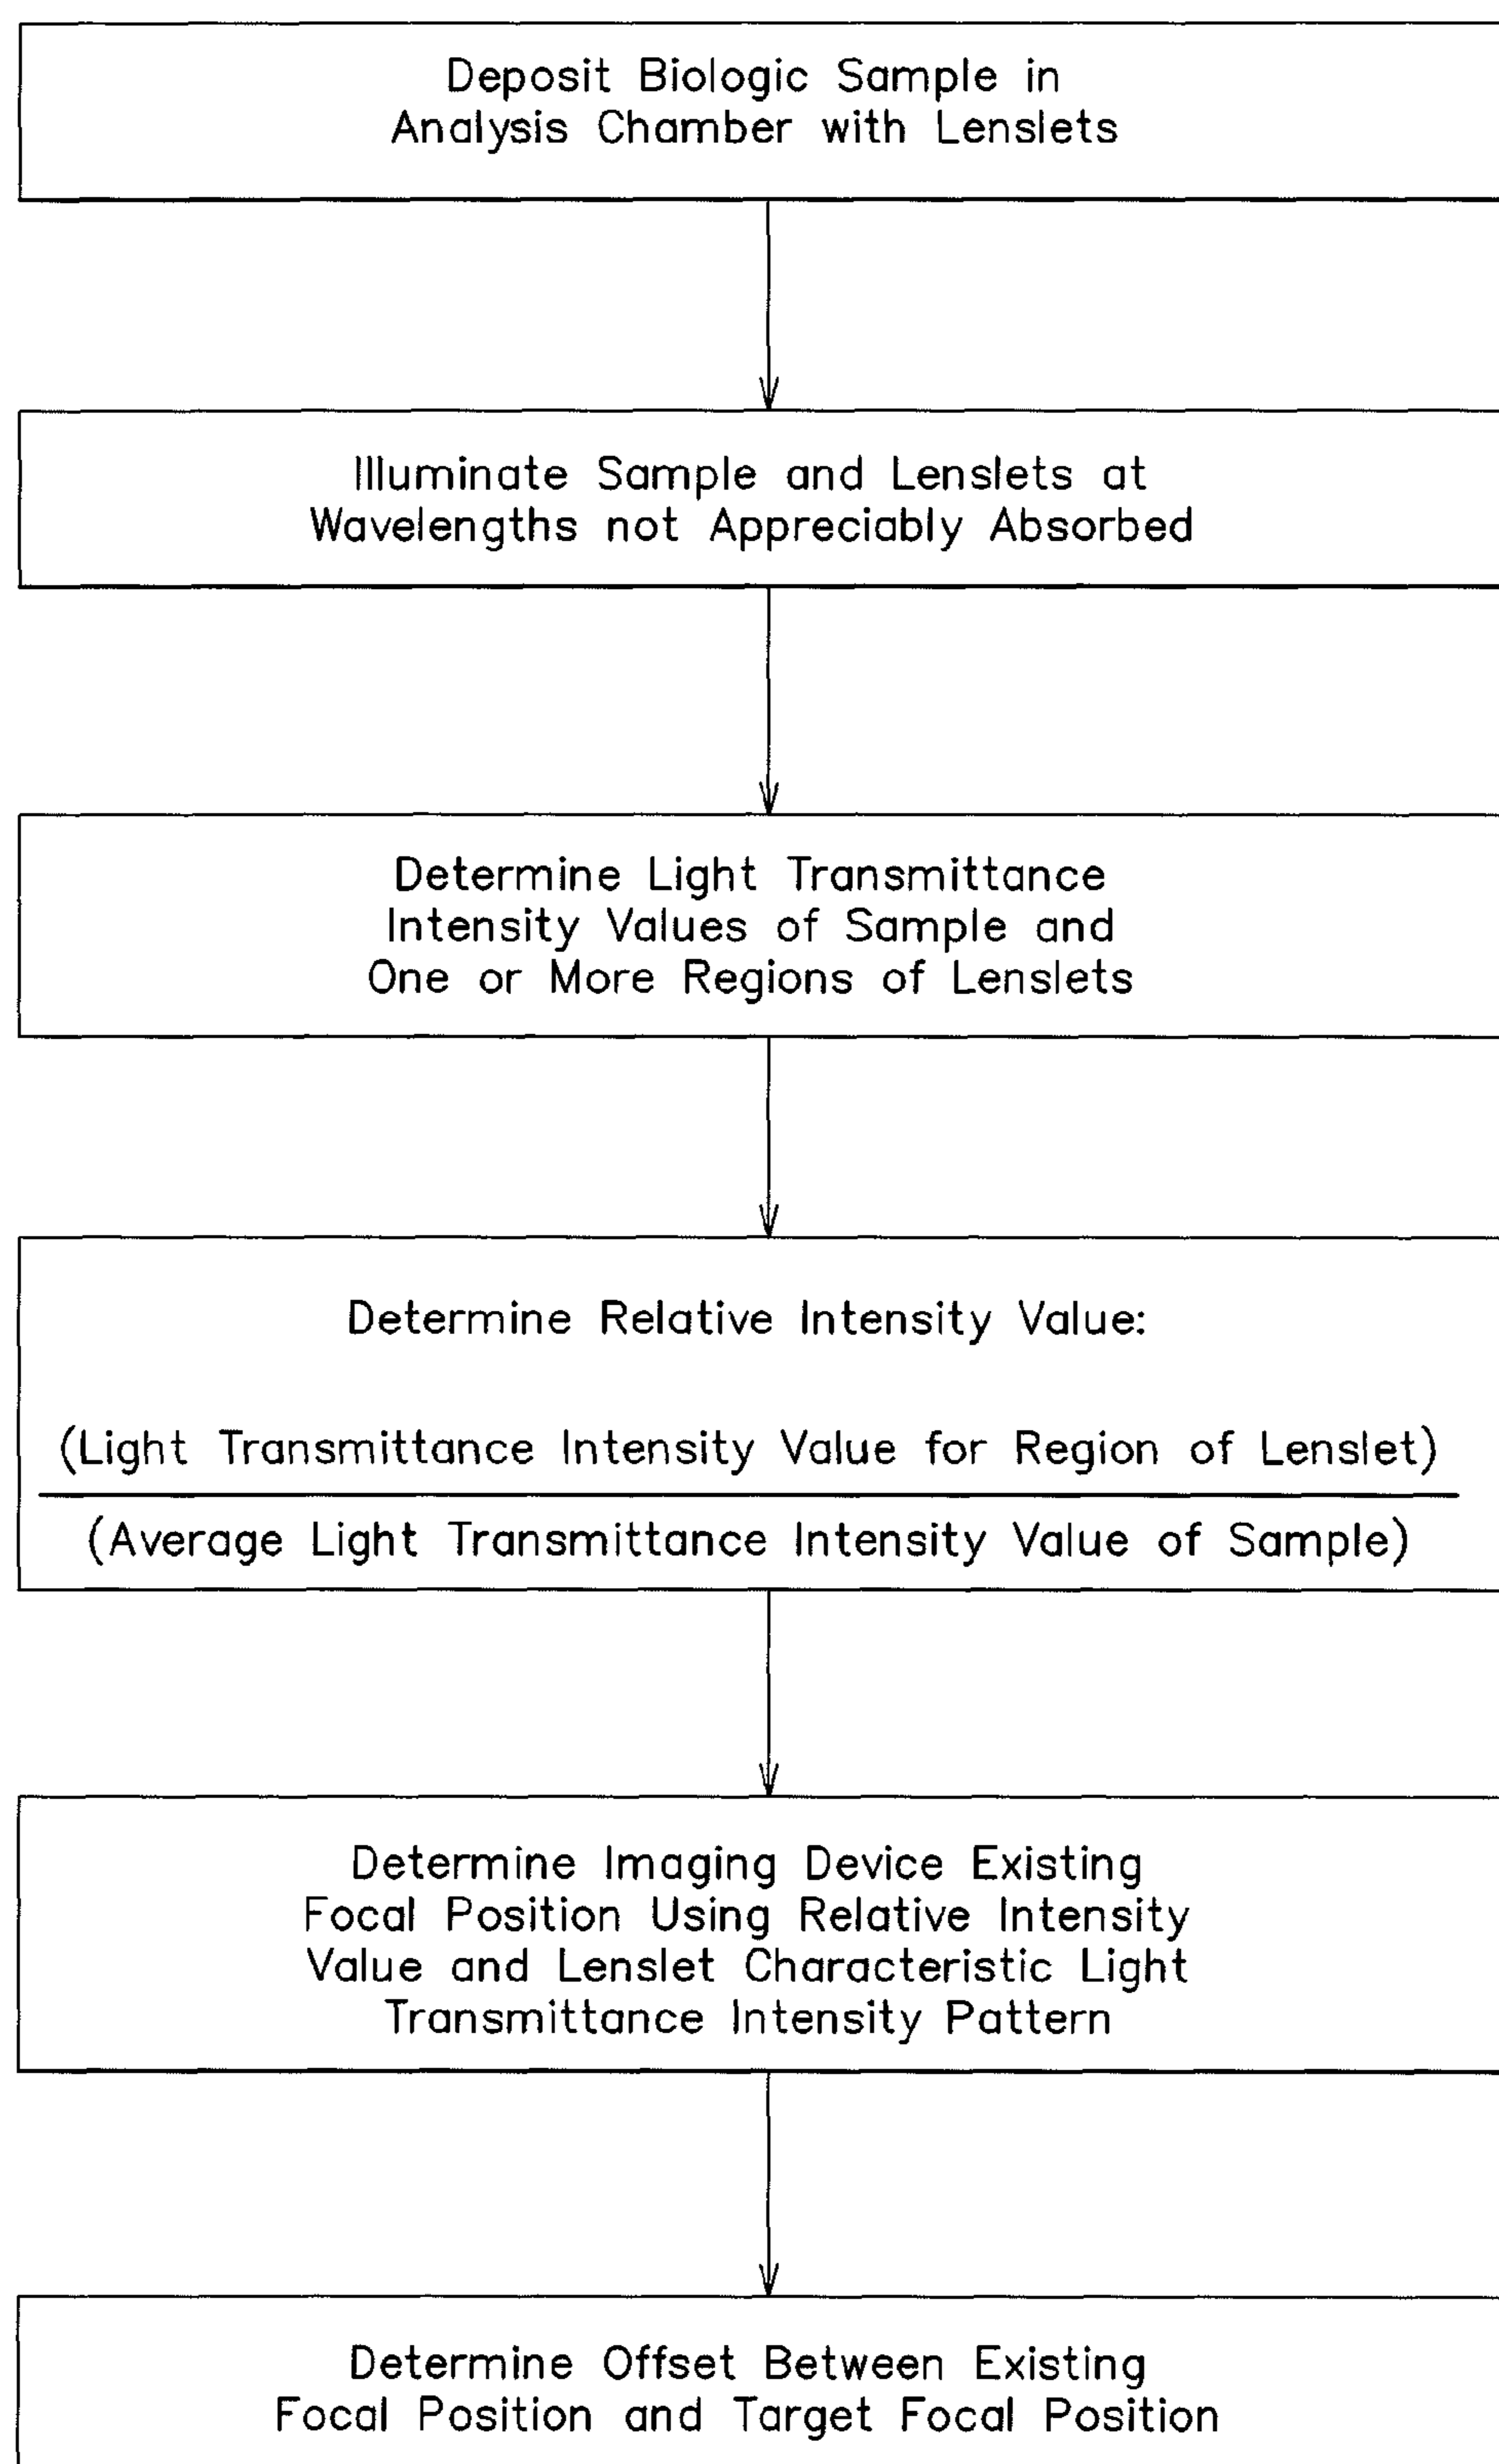 Deposit Biologic Sample in
Analysis Chamber with Lenslets
Illuminate Sample and Lenslets at
Wavelengths not Appreciably Absorbed
Determine Light Transmittance
Intensity Values of Sample and
One or More Regions of Lenslets
Determine Relative Intensity Value:
(Light Transmittance Intensity Value for Region of Lenslet)
(Average Light Transmittance Intensity Value of Sample)
Determine Imaging Device Existing
Focal Position Using Relative Intensity
Value and Lenslet Characteristic Light
Transmittance Intensity Pattern
Determine Offset Between Existing
Focal Position and Target Focal Position